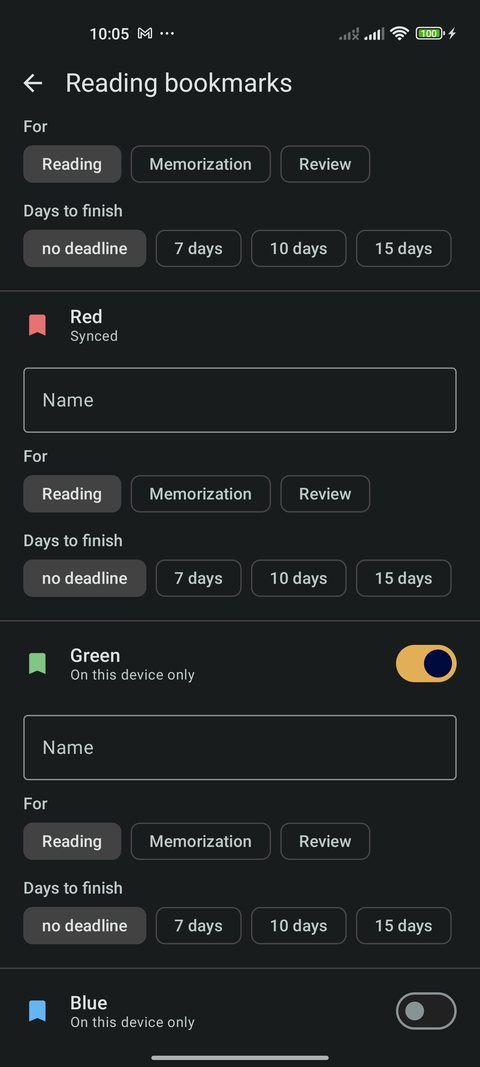 10:05
100
Reading bookmarks
For
Reading Memorization Review
Days to finish
no deadline 7 days 10 days 15 days
Red
Synced
Name
For
Reading Memorization Review
Days to finish
no deadline 7 days 10 days 15 days
Green
On this device only
Name
For
Reading Memorization Review
Days to finish
no deadline 7 days 10 days 15 days
Blue
On this device only